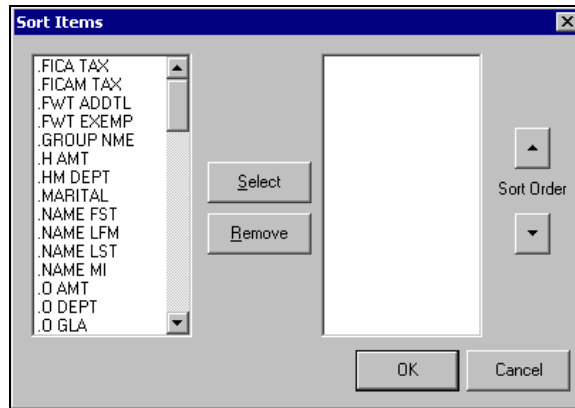 Sort Items
.FICA TAX
.FICAM TAX
.FWT ADDTL
.FWT EXEMP
.GROUP NME
.H AMT
.HM DEPT
.MARITAL
.NAME FST
.NAME LFM
.NAME LST
.NAME MI
.O AMT
.O DEPT
.O GLA
Select
Remove
Sort Order
OK
Cancel